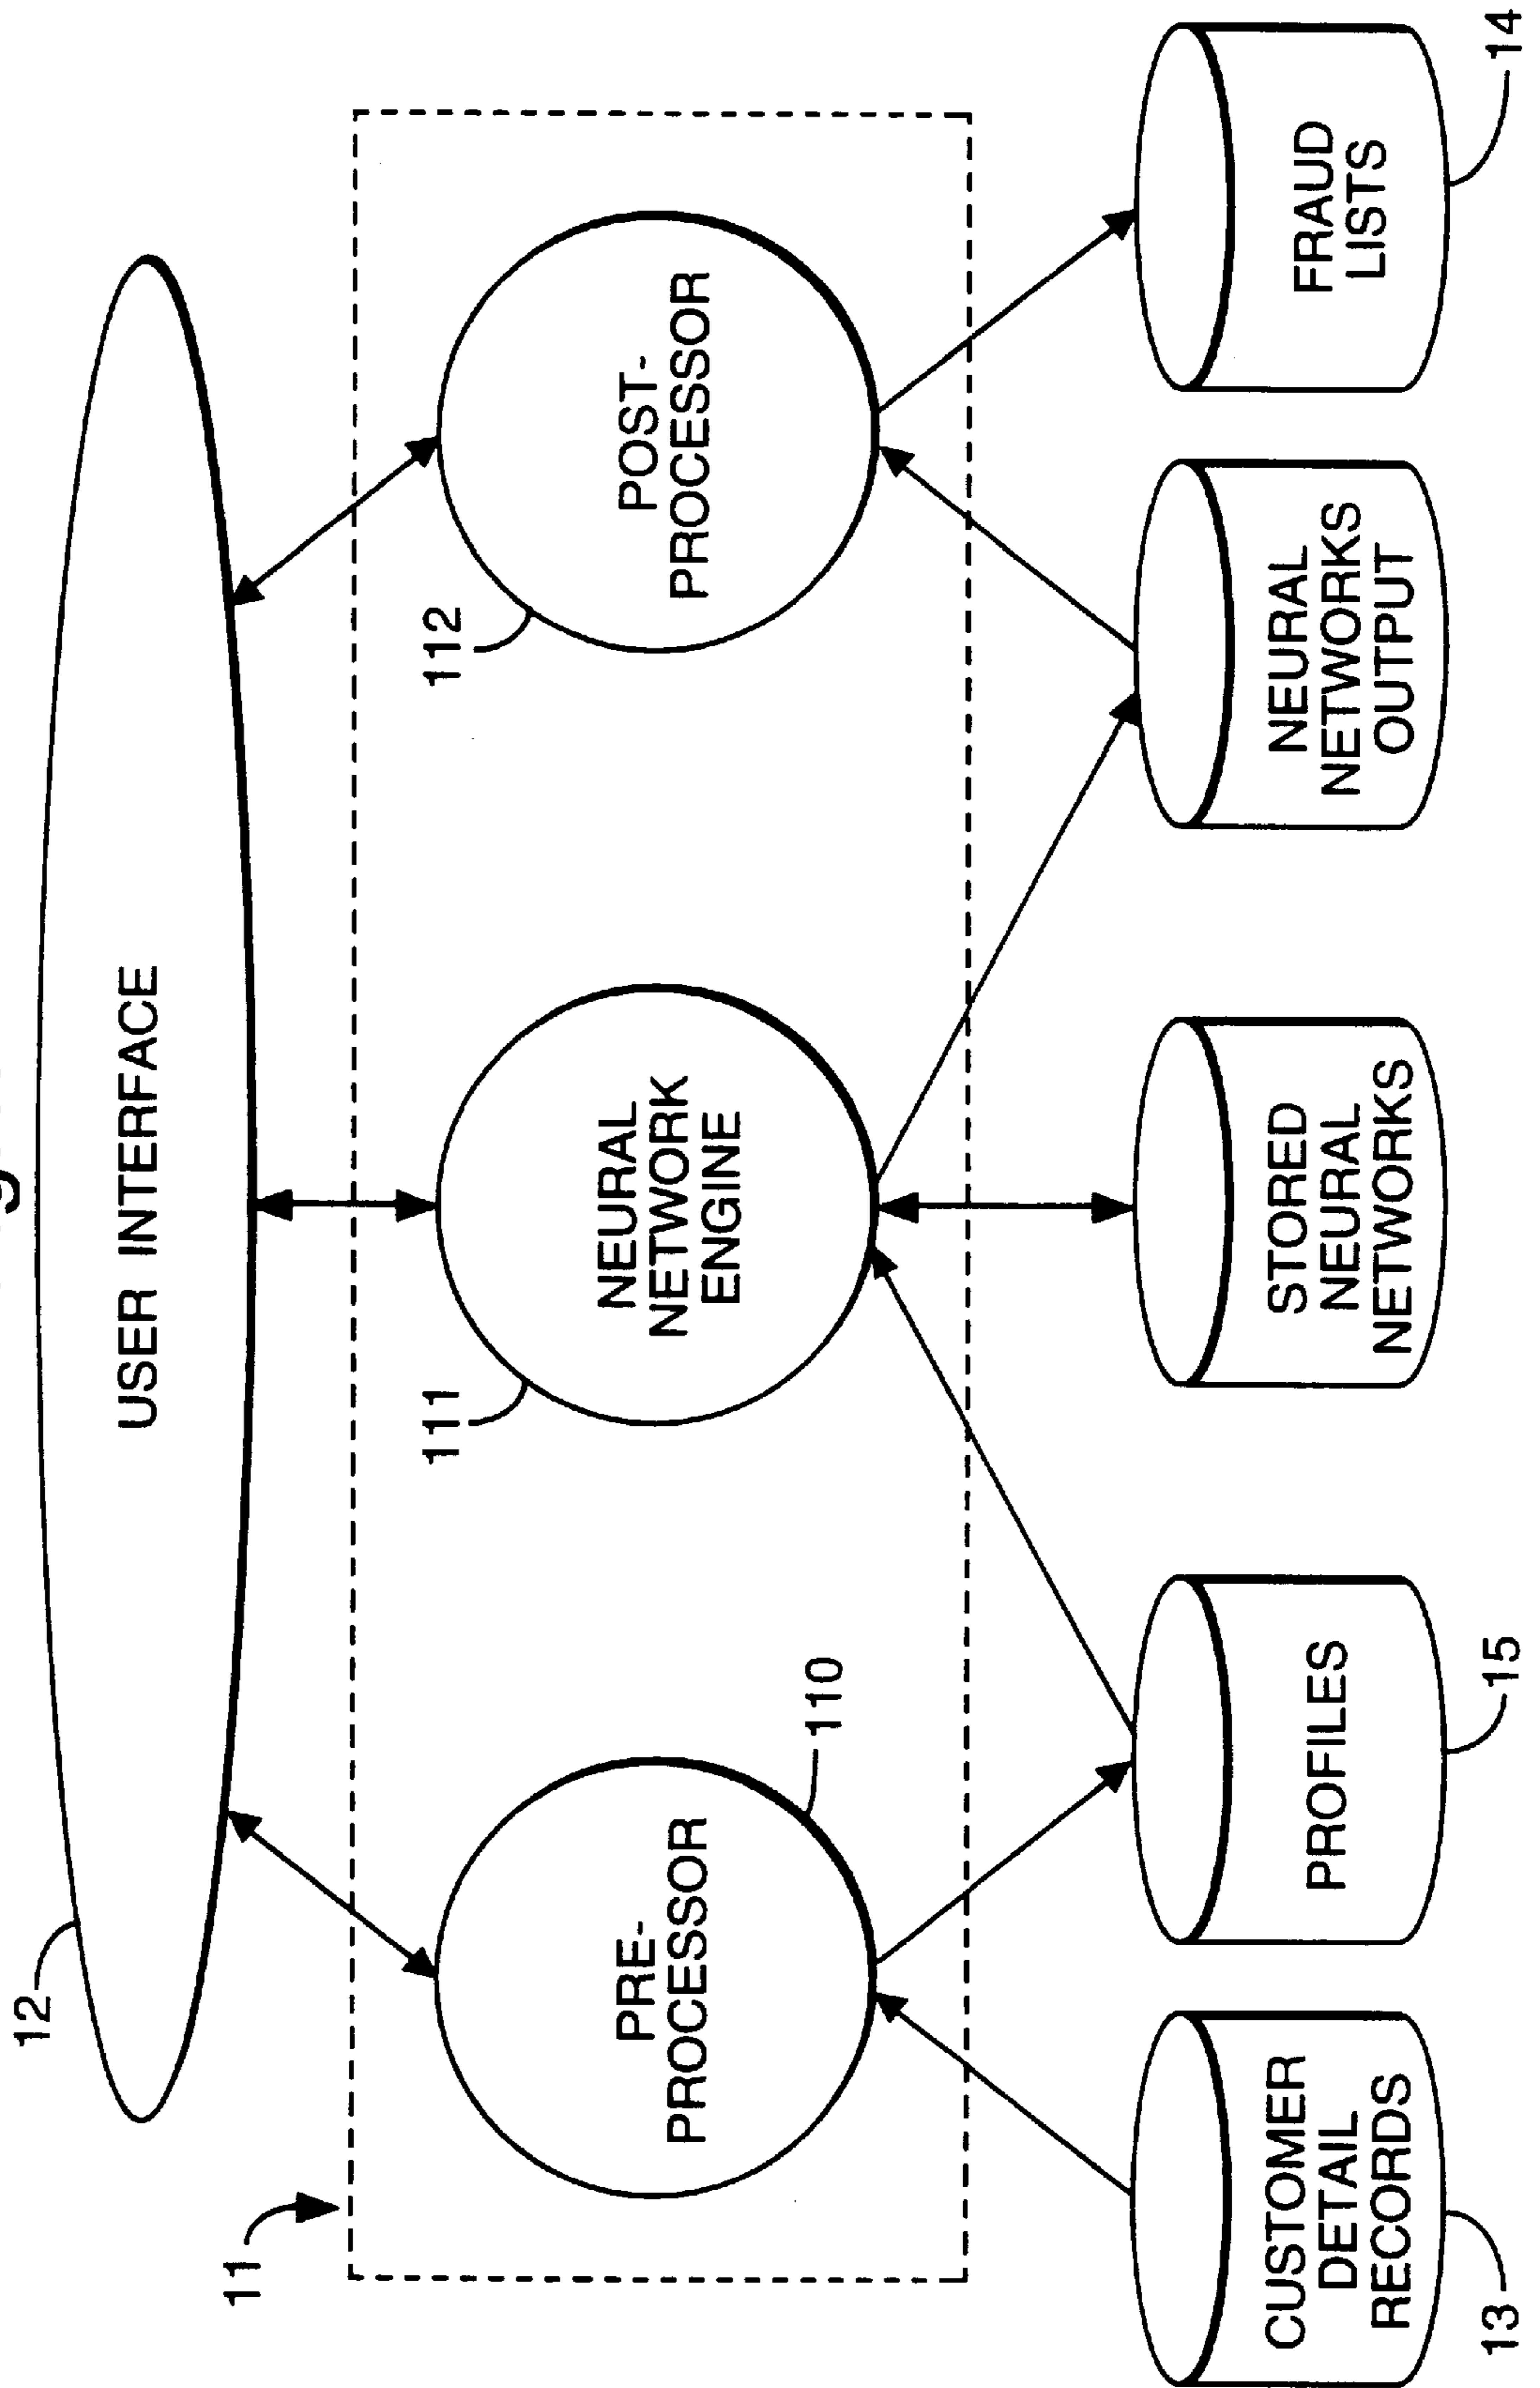 USER INTERFACE
12
11
PRE-
PROCESSOR
110
NEURAL
NETWORK
ENGINE
111
POST-
PROCESSOR
112
CUSTOMER
DETAIL
RECORDS
13
PROFILES
15
STORED
NEURAL
NETWORKS
NEURAL
NETWORKS
OUTPUT
FRAUD
LISTS
14